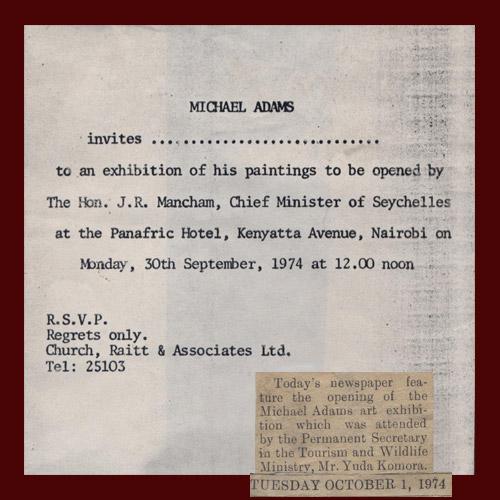 MICHAEL ADAMS
invites ................................
to an exhibition of his paintings to be opened by
The Hon. J.R. Mancham, Chief Minister of Seychelles
at the Panafric Hotel, Kenyatta Avenue, Nairobi on
Monday, 30th September, 1974 at 12.00 noon
R.S.V.P.
Regrets only.
Church, Raitt & Associates Ltd.
Tel: 25103
Today's newspaper fea-
ture the opening of the
Michael Adams art exhibi-
tion which was attended
by the Permanent Secretary
in the Tourism and Wildlife
Ministry, Mr. Yuda Komora.
TUESDAY OCTOBER 1, 1974